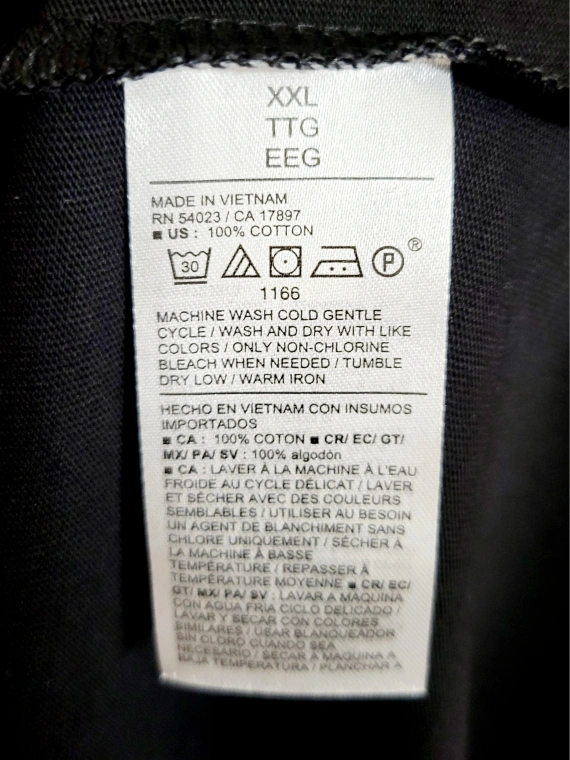 XXL
TTG
EEG
MADE IN VIETNAM
RN 54023 / CA 17897
■ US : 100% COTTON
30 P ®
1166
MACHINE WASH COLD GENTLE
CYCLE / WASH AND DRY WITH LIKE
COLORS / ONLY NON-CHLORINE
BLEACH WHEN NEEDED / TUMBLE
DRY LOW / WARM IRON
HECHO EN VIETNAM CON INSUMOS
IMPORTADOS
■ CA : 100% COTON ■ CR/ EC/ GT/
MX/ PA/ SV : 100% algodón
■ CA : LAVER À LA MACHINE À L'EAU
FROIDE AU CYCLE DÉLICAT / LAVER
ET SÉCHER AVEC DES COULEURS
SEMBLABLES / UTILISER AU BESOIN
UN AGENT DE BLANCHIMENT SANS
CHLORE UNIQUEMENT / SÉCHER À
LA MACHINE À BASSE
TEMPÉRATURE / REPASSER À
TEMPÉRATURE MOYENNE ■ CR/ EC/
GT/ MX/ PA/ SV : LAVAR A MAQUINA
CON AGUA FRIA CICLO DELICADO /
LAVAR Y SECAR CON COLORES
SIMILARES / USAR BLANQUEADOR
SIN CLORO CUANDO SEA
NECESARIO / SECAR A MAQUINA A
BAJA TEMPERATURA / PLANCHAR A